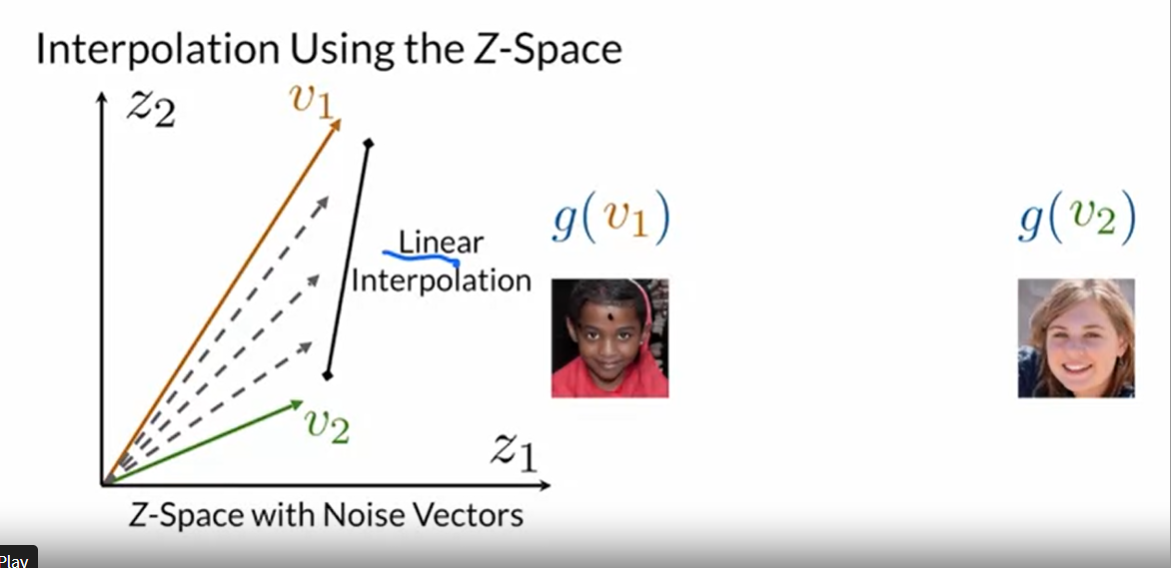 Interpolation Using the Z-Space
z₂
v₁
g(v₁)
g(v₂)
Linear
Interpolation
v₂
z₁
Z-Space with Noise Vectors
Play